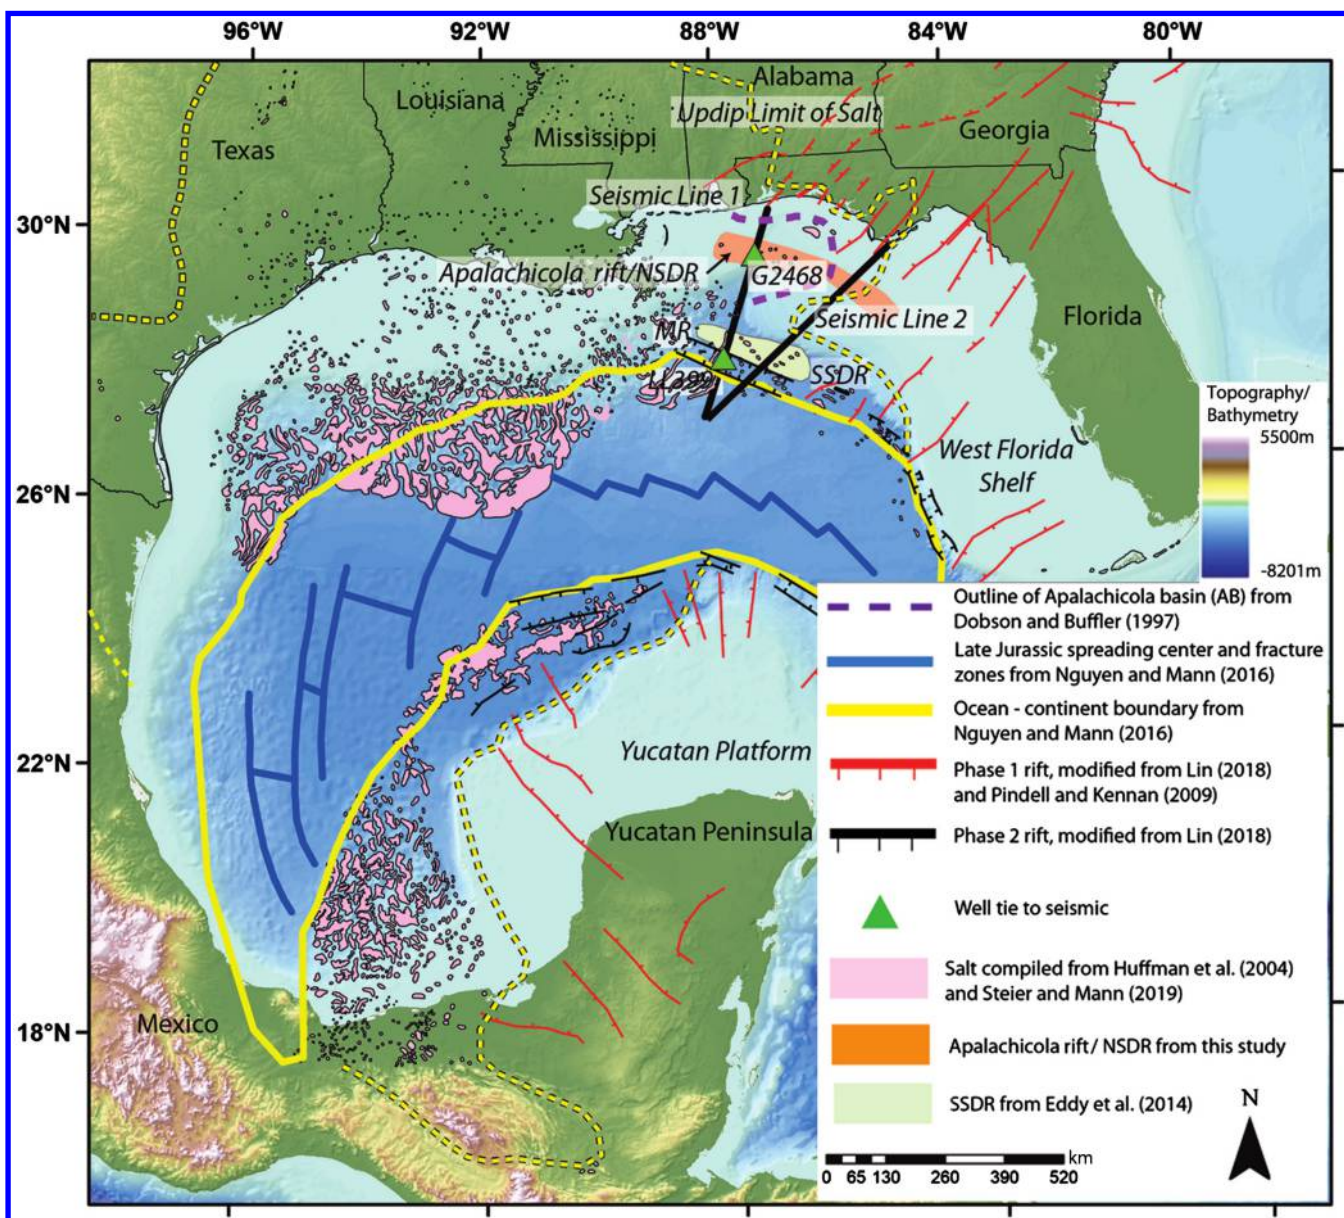 96°W 92°W 88°W 84°W 80°W
Alabama
Louisiana
Updip Limit of Salt
Mississippi
Georgia
Texas
Seismic Line 1
30°N
Apalachicola rift/NSDR
G2468
Florida
Seismic Line 2
MR
SSDR
Topography/
Bathymetry
5500m
West Florida
Shelf
26°N
-8201m
Outline of Apalachicola basin (AB) from
Dobson and Buffler (1997)
Late Jurassic spreading center and fracture
zones from Nguyen and Mann (2016)
Ocean - continent boundary from
Nguyen and Mann (2016)
Yucatan Platform
22°N
Phase 1 rift, modified from Lin (2018)
and Pindell and Kennan (2009)
Yucatan Peninsula
Phase 2 rift, modified from Lin (2018)
Well tie to seismic
Salt compiled from Huffman et al. (2004)
and Steier and Mann (2019)
18°N
Mexico
Apalachicola rift/ NSDR from this study
SSDR from Eddy et al. (2014)
N
km
0 65 130 260 390 520